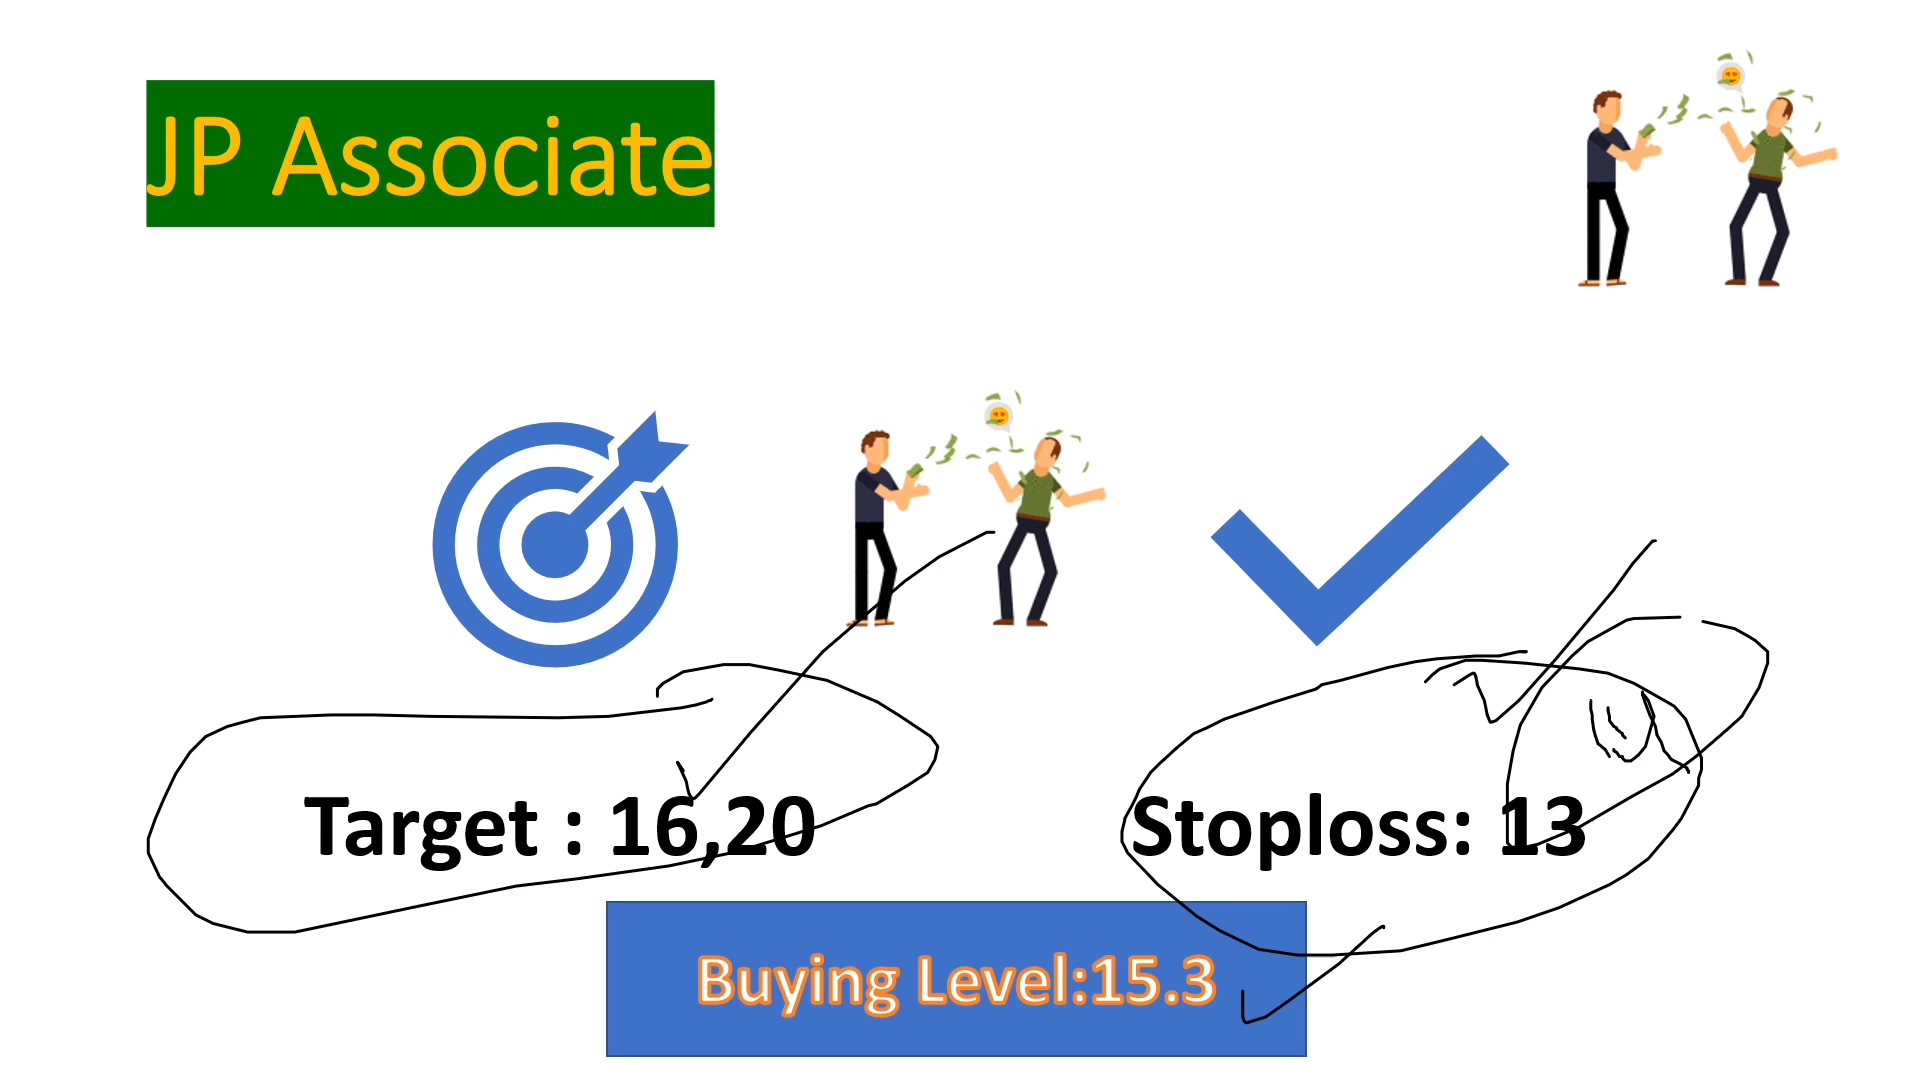 JP Associate
Target : 16,20
Stoploss: 13
Buying Level:15.3